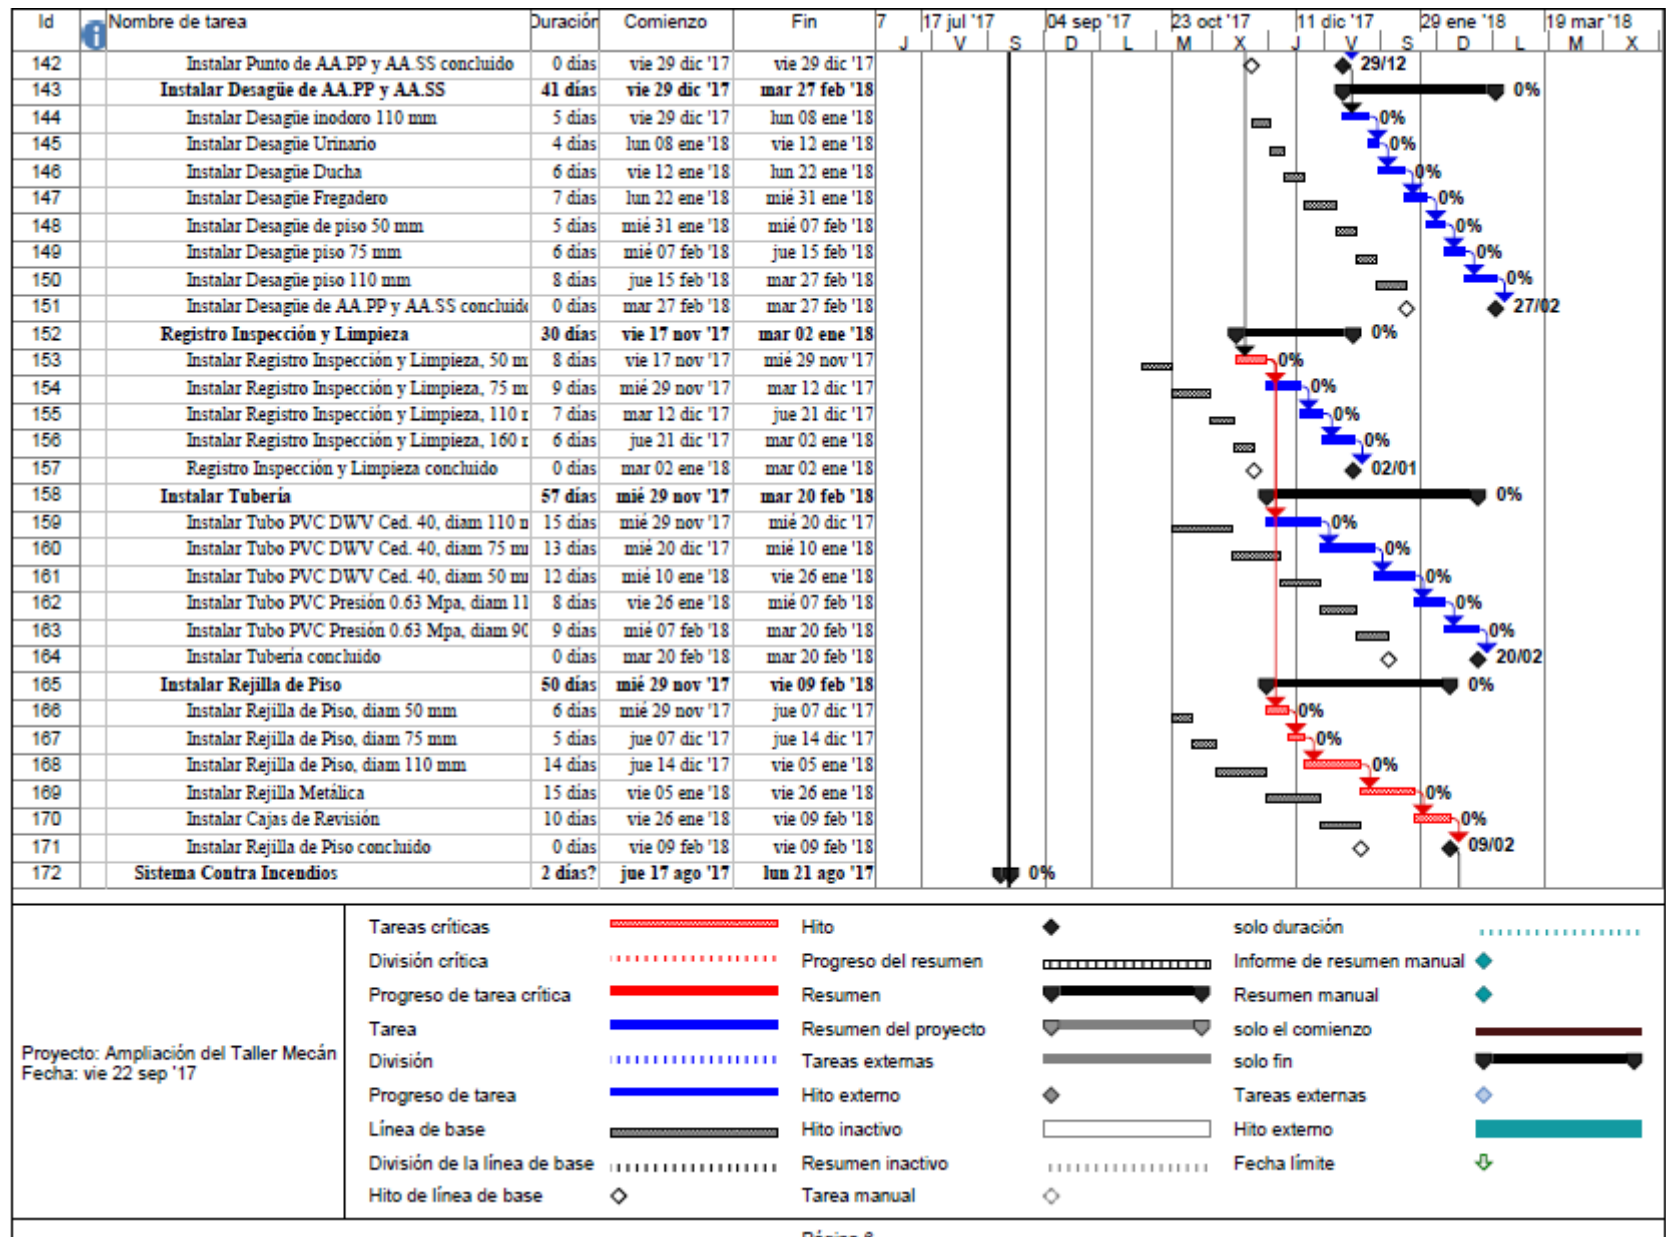 Id Nombre de tarea Duración Comienzo Fin 7 17 jul '17 04 sep '17 23 oct '17 11 dic '17 29 ene '18 19 mar '18
J V S D L M X J V S D L M X
142 Instalar Punto de AA.PP y AA.SS concluido 0 días vie 29 dic '17 vie 29 dic '17 29/12
143 Instalar Desagüe de AA.PP y AA.SS 41 días vie 29 dic '17 mar 27 feb '18 0%
144 Instalar Desagüe inodoro 110 mm 5 días vie 29 dic '17 lun 08 ene '18 0%
145 Instalar Desagüe Urinario 4 días lun 08 ene '18 vie 12 ene '18 0%
146 Instalar Desagüe Ducha 6 días vie 12 ene '18 lun 22 ene '18 0%
147 Instalar Desagüe Fregadero 7 días lun 22 ene '18 mié 31 ene '18 0%
148 Instalar Desagüe de piso 50 mm 5 días mié 31 ene '18 mié 07 feb '18 0%
149 Instalar Desagüe piso 75 mm 6 días mié 07 feb '18 jue 15 feb '18 0%
150 Instalar Desagüe piso 110 mm 8 días jue 15 feb '18 mar 27 feb '18 0%
151 Instalar Desagüe de AA.PP y AA.SS concluido 0 días mar 27 feb '18 mar 27 feb '18 27/02
152 Registro Inspección y Limpieza 30 días vie 17 nov '17 mar 02 ene '18 0%
153 Instalar Registro Inspección y Limpieza, 50 m 8 días vie 17 nov '17 mié 29 nov '17 0%
154 Instalar Registro Inspección y Limpieza, 75 m 9 días mié 29 nov '17 mar 12 dic '17 0%
155 Instalar Registro Inspección y Limpieza, 110 7 días mar 12 dic '17 jue 21 dic '17 0%
156 Instalar Registro Inspección y Limpieza, 160 6 días jue 21 dic '17 mar 02 ene '18 0%
157 Registro Inspección y Limpieza concluido 0 días mar 02 ene '18 mar 02 ene '18 02/01
158 Instalar Tubería 57 días mié 29 nov '17 mar 20 feb '18 0%
159 Instalar Tubo PVC DWV Ced. 40, diam 110 15 días mié 29 nov '17 mié 20 dic '17 0%
160 Instalar Tubo PVC DWV Ced. 40, diam 75 m 13 días mié 20 dic '17 mié 10 ene '18 0%
161 Instalar Tubo PVC DWV Ced. 40, diam 50 m 12 días mié 10 ene '18 vie 26 ene '18 0%
162 Instalar Tubo PVC Presión 0.63 Mpa, diam 11 8 días vie 26 ene '18 mié 07 feb '18 0%
163 Instalar Tubo PVC Presión 0.63 Mpa, diam 90 9 días mié 07 feb '18 mar 20 feb '18 0%
164 Instalar Tubería concluido 0 días mar 20 feb '18 mar 20 feb '18 20/02
165 Instalar Rejilla de Piso 50 días mié 29 nov '17 vie 09 feb '18 0%
166 Instalar Rejilla de Piso, diam 50 mm 6 días mié 29 nov '17 jue 07 dic '17 0%
167 Instalar Rejilla de Piso, diam 75 mm 5 días jue 07 dic '17 jue 14 dic '17 0%
168 Instalar Rejilla de Piso, diam 110 mm 14 días jue 14 dic '17 vie 05 ene '18 0%
169 Instalar Rejilla Metálica 15 días vie 05 ene '18 vie 26 ene '18 0%
170 Instalar Cajas de Revisión 10 días vie 26 ene '18 vie 09 feb '18 0%
171 Instalar Rejilla de Piso concluido 0 días vie 09 feb '18 vie 09 feb '18 09/02
172 Sistema Contra Incendios 2 días? jue 17 ago '17 lun 21 ago '17 0%
Proyecto: Ampliación del Taller Mecán
Fecha: vie 22 sep '17
Tareas críticas Hito solo duración
División crítica Progreso del resumen Informe de resumen manual
Progreso de tarea crítica Resumen Resumen manual
Tarea Resumen del proyecto solo el comienzo
División Tareas externas solo fin
Progreso de tarea Hito externo Tareas externas
Línea de base Hito inactivo Hito externo
División de la línea de base Resumen inactivo Fecha límite
Hito de línea de base Tarea manual